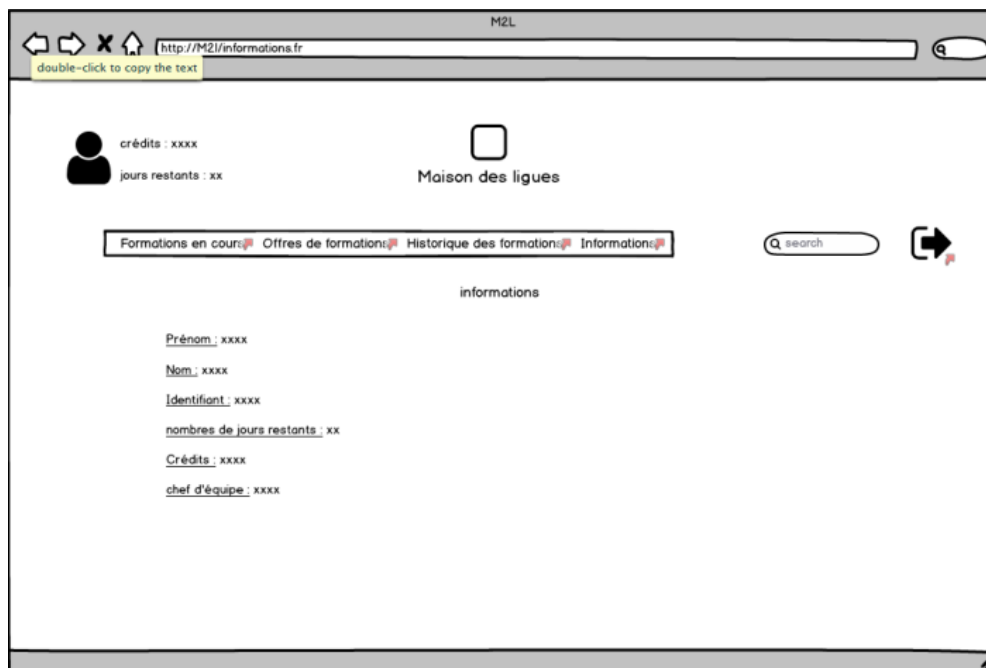 M2L
http://M2l/informations.fr
double-click to copy the text
crédits : xxxx
jours restants : xx
Maison des ligues
Formations en cours Offres de formations Historique des formations Informations
search
informations
Prénom : xxxx
Nom : xxxx
Identifiant : xxxx
nombres de jours restants : xx
Crédits : xxxx
chef d'équipe : xxxx